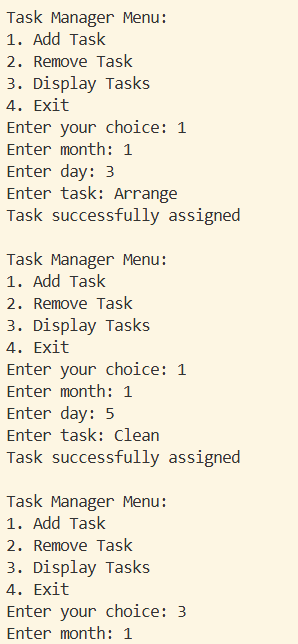 Task Manager Menu:
1. Add Task
2. Remove Task
3. Display Tasks
4. Exit
Enter your choice: 1
Enter month: 1
Enter day: 3
Enter task: Arrange
Task successfully assigned

Task Manager Menu:
1. Add Task
2. Remove Task
3. Display Tasks
4. Exit
Enter your choice: 1
Enter month: 1
Enter day: 5
Enter task: Clean
Task successfully assigned

Task Manager Menu:
1. Add Task
2. Remove Task
3. Display Tasks
4. Exit
Enter your choice: 3
Enter month: 1